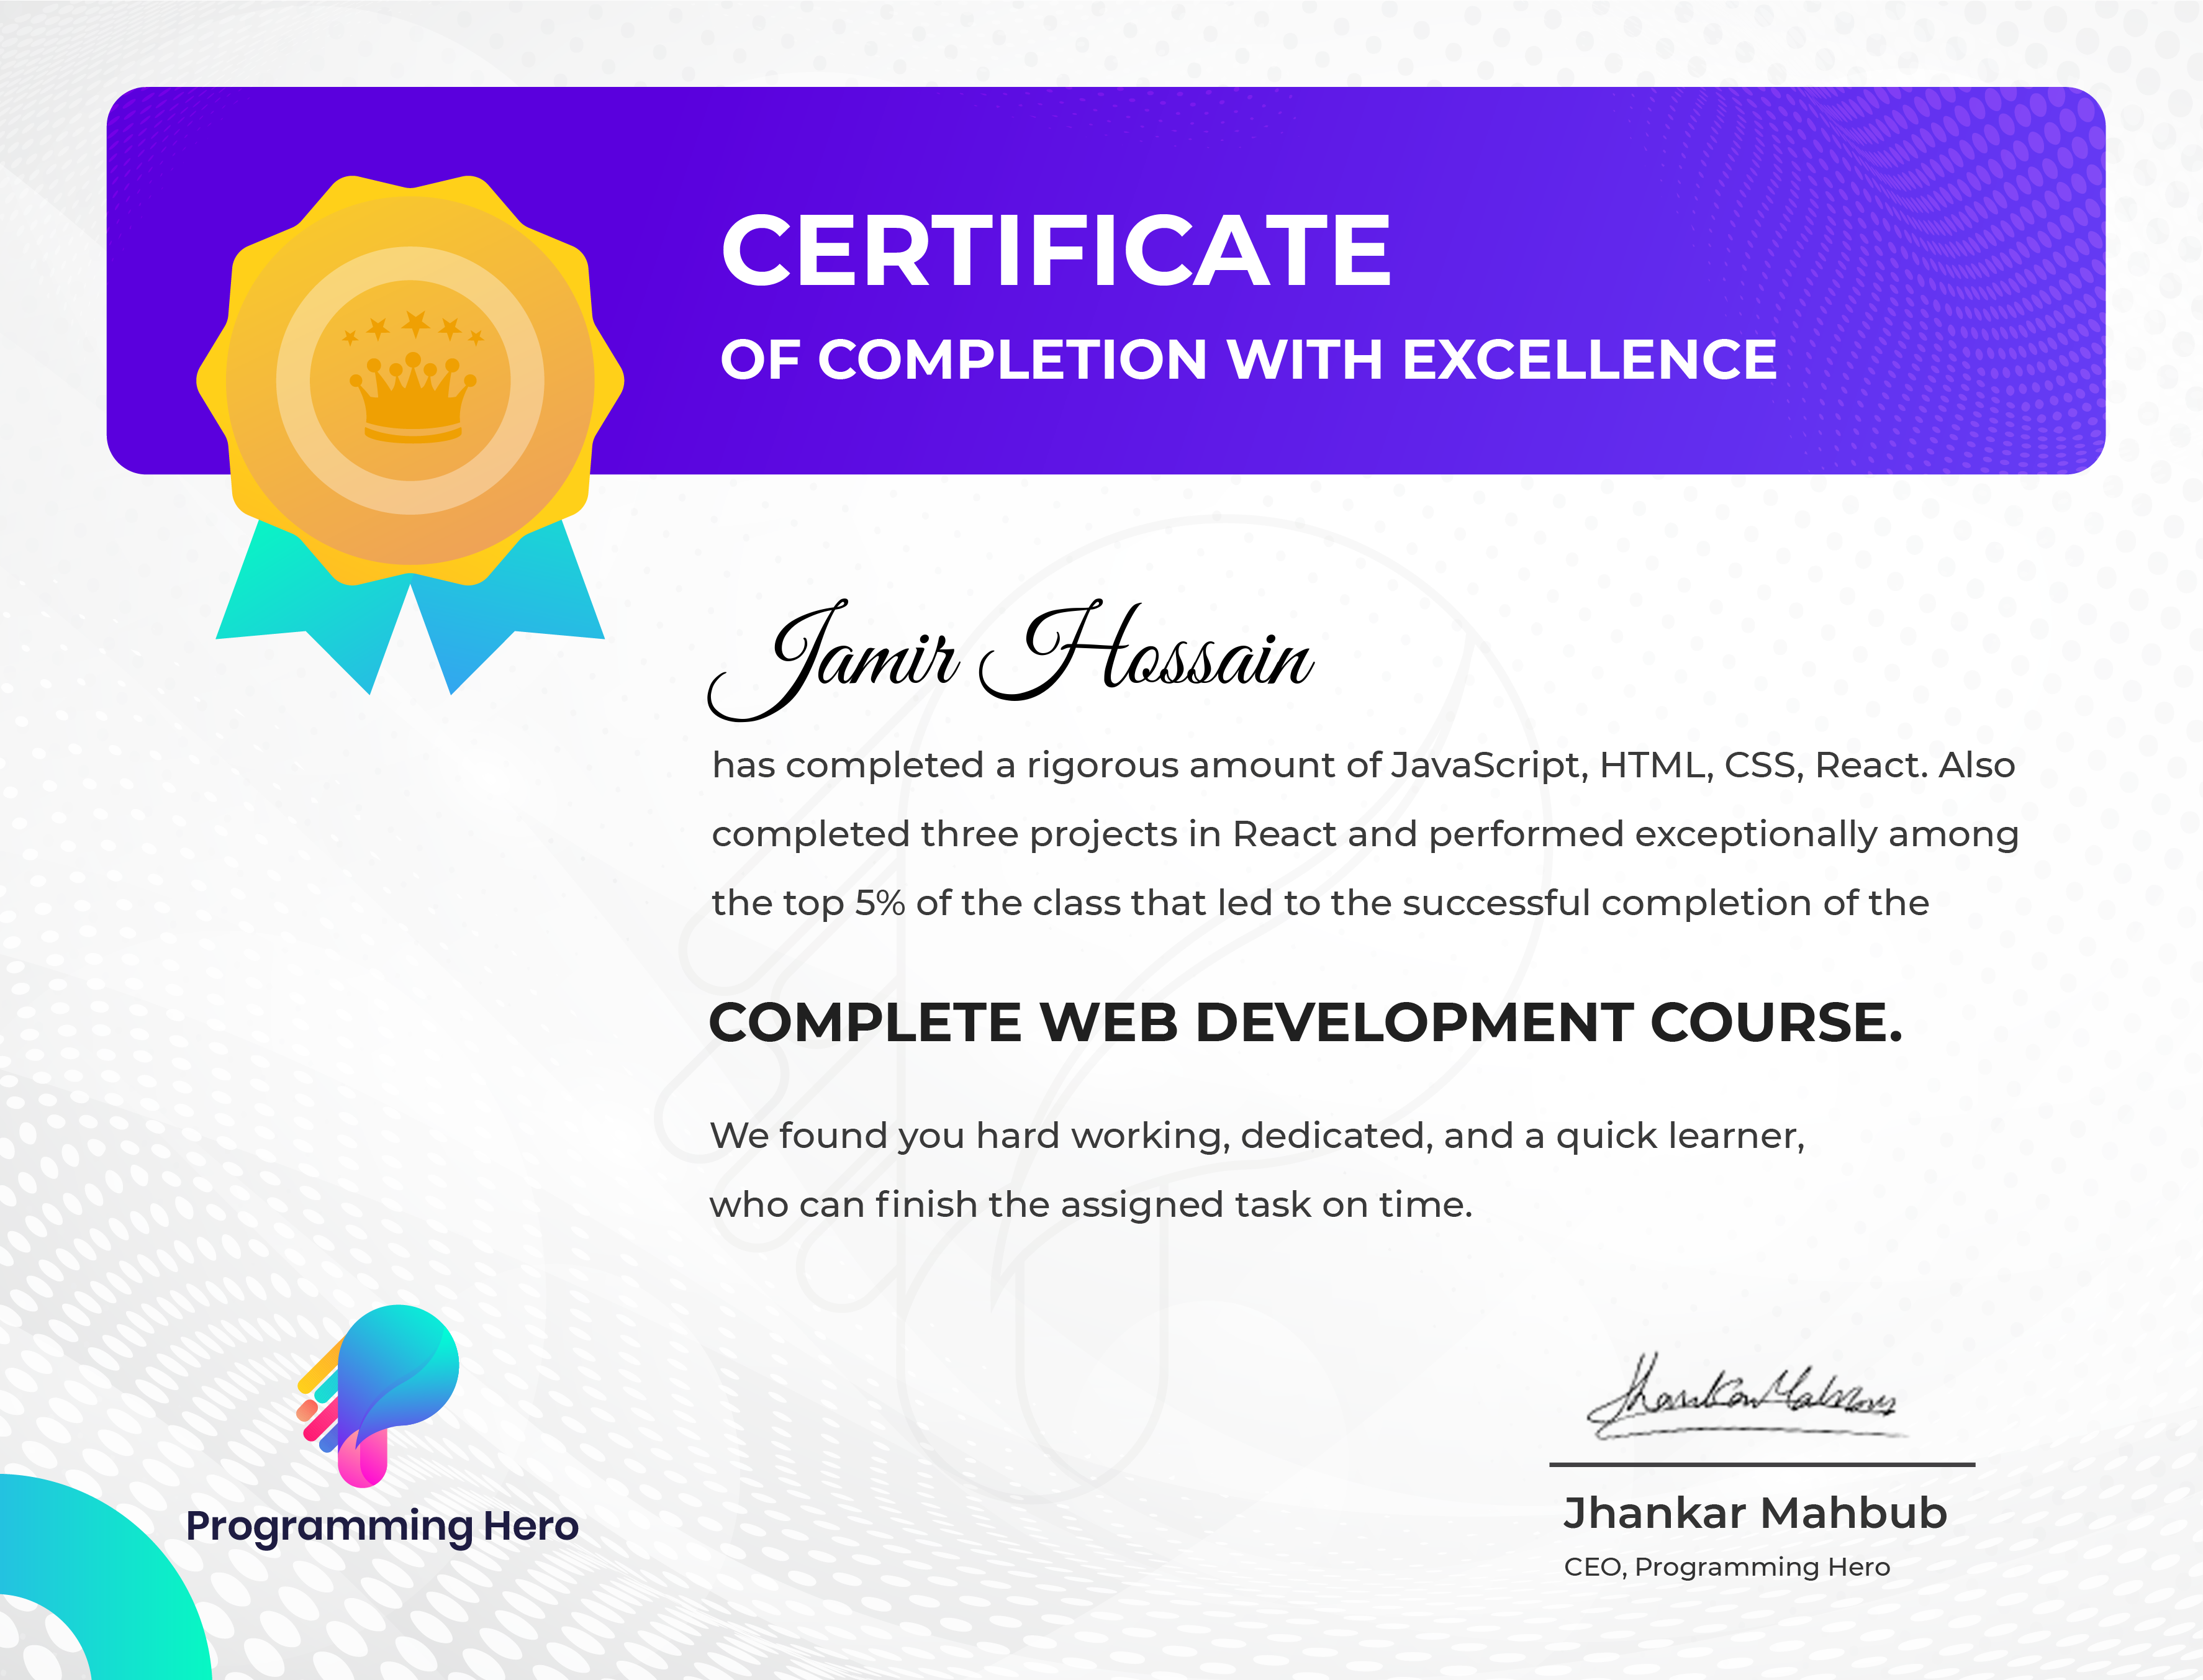 CERTIFICATE
OF COMPLETION WITH EXCELLENCE
Jamir Hossain
has completed a rigorous amount of JavaScript, HTML, CSS, React. Also
completed three projects in React and performed exceptionally among
the top 5% of the class that led to the successful completion of the
COMPLETE WEB DEVELOPMENT COURSE.
We found you hard working, dedicated, and a quick learner,
who can finish the assigned task on time.
Programming Hero
Jhankar Mahbub
Jhankar Mahbub
CEO, Programming Hero